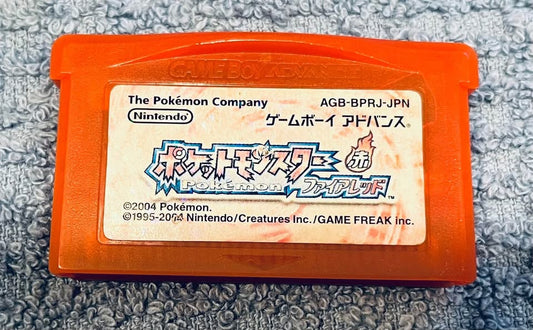 GAME BOY ADVANCE
The Pokémon Company
AGB-BPRJ-JPN
Nintendo
ゲームボーイ アドバンス®
ポケットモンスター 赤
Pokémon ファイアレッド™
©2004 Pokémon.
©1995-2004 Nintendo/Creatures Inc./GAME FREAK inc.